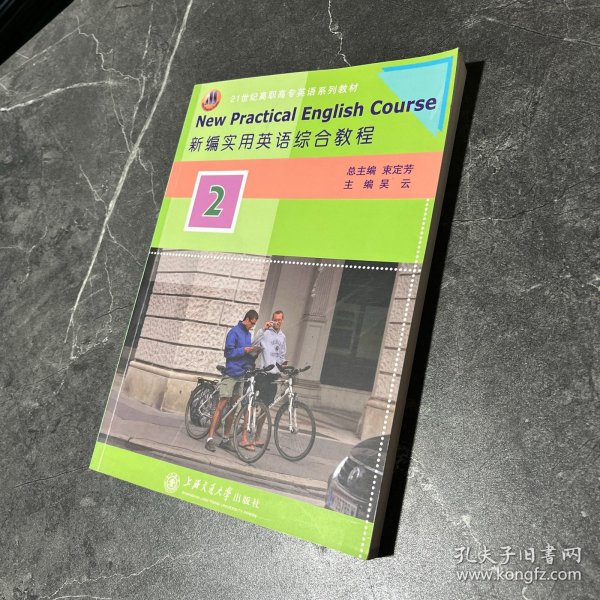 21世纪高职高专英语系列教材
New Practical English Course
新编实用英语综合教程
总主编 束定芳
主 编 吴 云
2
上海交通大学出版社
孔夫子旧书网
www.kongfz.com